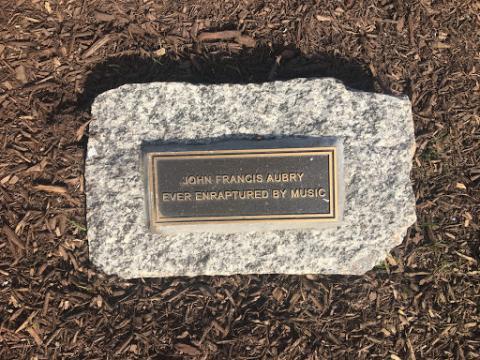 JOHN FRANCIS AUBRY
EVER ENRAPTURED BY MUSIC